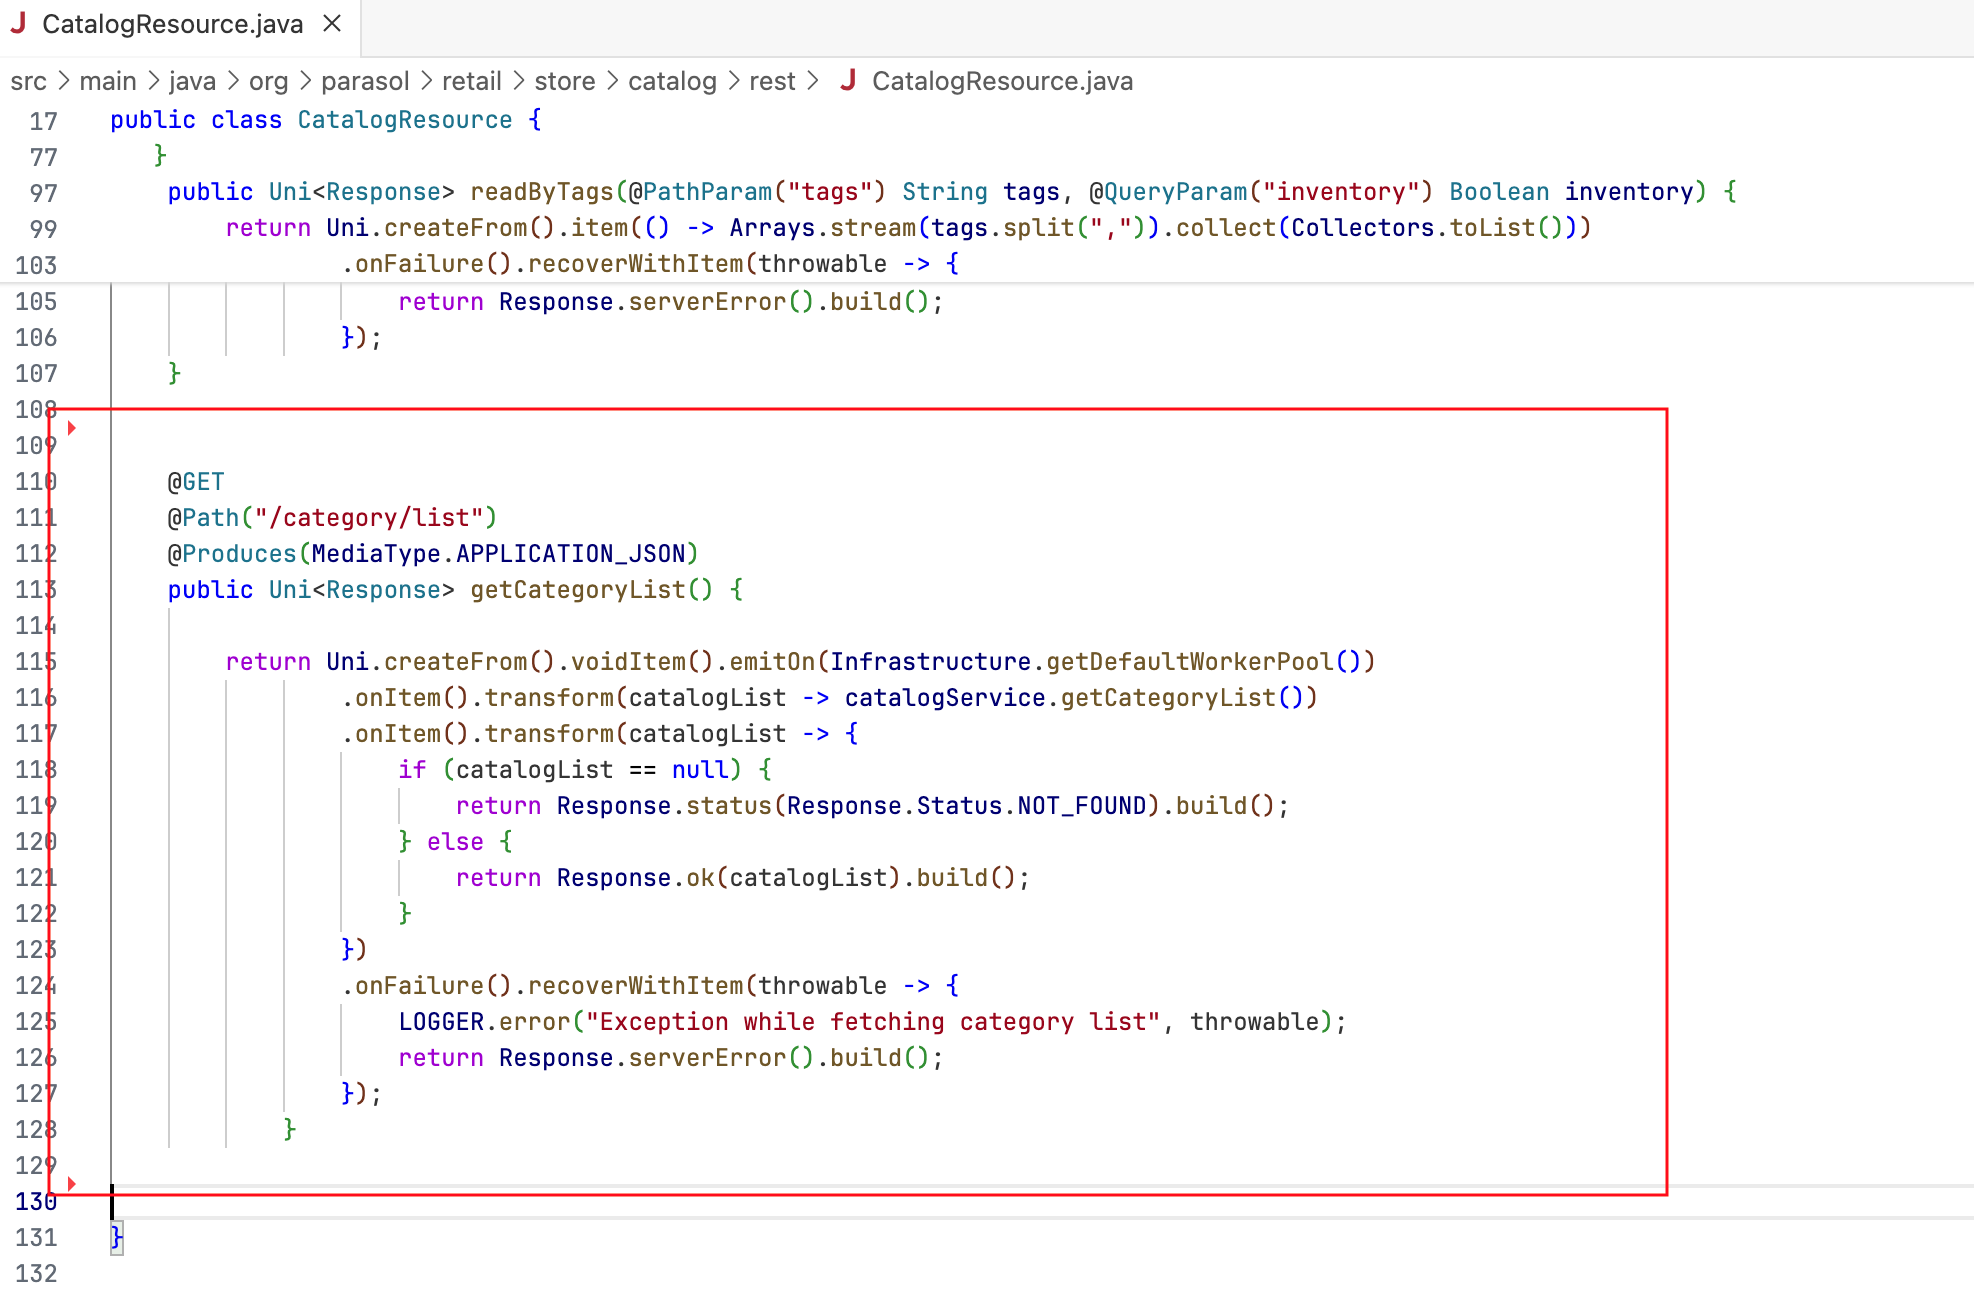 J CatalogResource.java ×
src > main > java > org > parasol > retail > store > catalog > rest > J CatalogResource.java
17 public class CatalogResource {
77 }
97 public Uni<Response> readByTags(@PathParam("tags") String tags, @QueryParam("inventory") Boolean inventory) {
99 return Uni.createFrom().item(() -> Arrays.stream(tags.split(",")).collect(Collectors.toList()))
103 .onFailure().recoverWithItem(throwable -> {
105 return Response.serverError().build();
106 });
107 }
108
109
110 @GET
111 @Path("/category/list")
112 @Produces(MediaType.APPLICATION_JSON)
113 public Uni<Response> getCategoryList() {
114
115 return Uni.createFrom().voidItem().emitOn(Infrastructure.getDefaultWorkerPool())
116 .onItem().transform(catalogList -> catalogService.getCategoryList())
117 .onItem().transform(catalogList -> {
118 if (catalogList == null) {
119 return Response.status(Response.Status.NOT_FOUND).build();
120 } else {
121 return Response.ok(catalogList).build();
122 }
123 })
124 .onFailure().recoverWithItem(throwable -> {
125 LOGGER.error("Exception while fetching category list", throwable);
126 return Response.serverError().build();
127 });
128 }
129
130
131 }
132